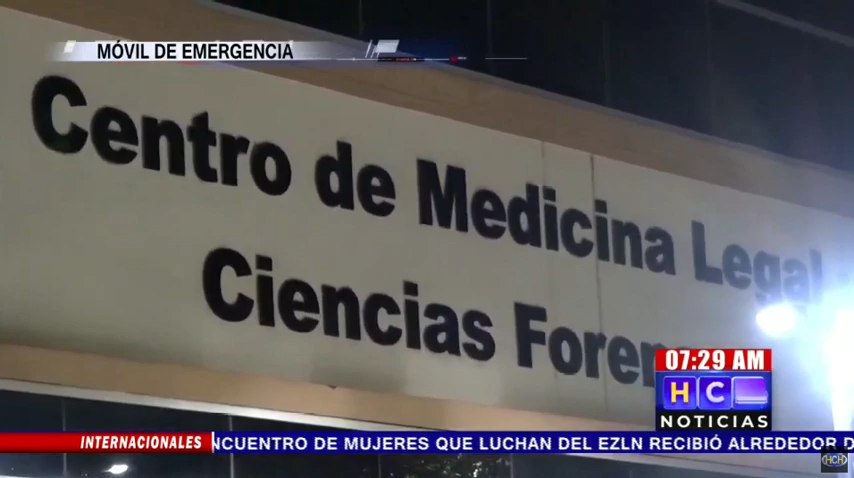 MÓVIL DE EMERGENCIA
Centro de Medicina Legal
Ciencias Foren
07:29 AM
HCH
NOTICIAS
INTERNACIONALES
NCUENTRO DE MUJERES QUE LUCHAN DEL EZLN RECIBIÓ ALREDEDOR D
HCH